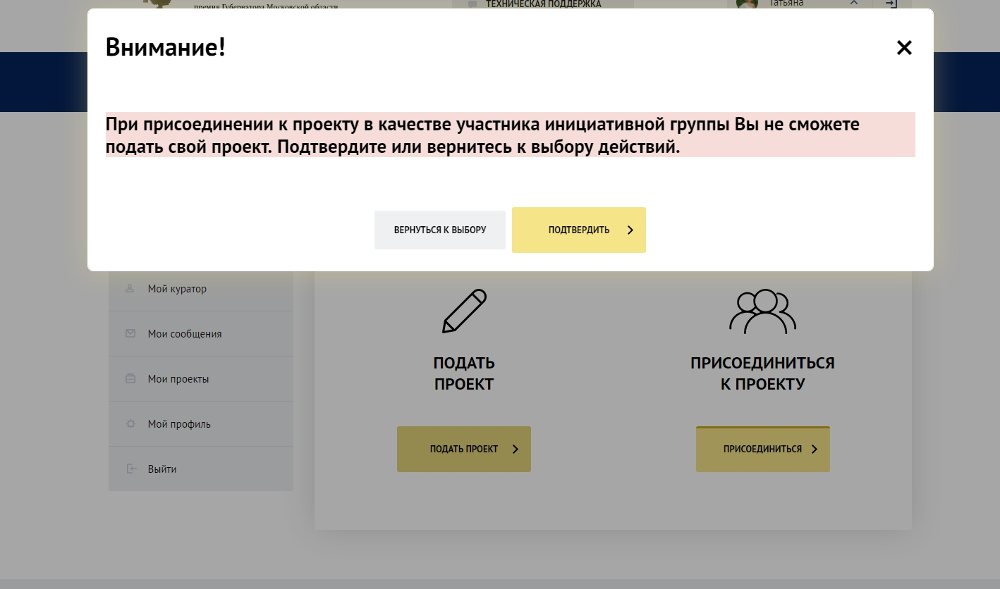 премия Губернатора Московской области
ТЕХНИЧЕСКАЯ ПОДДЕРЖКА
Татьяна
Внимание!
При присоединении к проекту в качестве участника инициативной группы Вы не сможете
подать свой проект. Подтвердите или вернитесь к выбору действий.
ВЕРНУТЬСЯ К ВЫБОРУ
ПОДТВЕРДИТЬ
Мой куратор
Мои сообщения
Мои проекты
Мой профиль
Выйти
ПОДАТЬ
ПРОЕКТ
ПОДАТЬ ПРОЕКТ
ПРИСОЕДИНИТЬСЯ
К ПРОЕКТУ
ПРИСОЕДИНИТЬСЯ